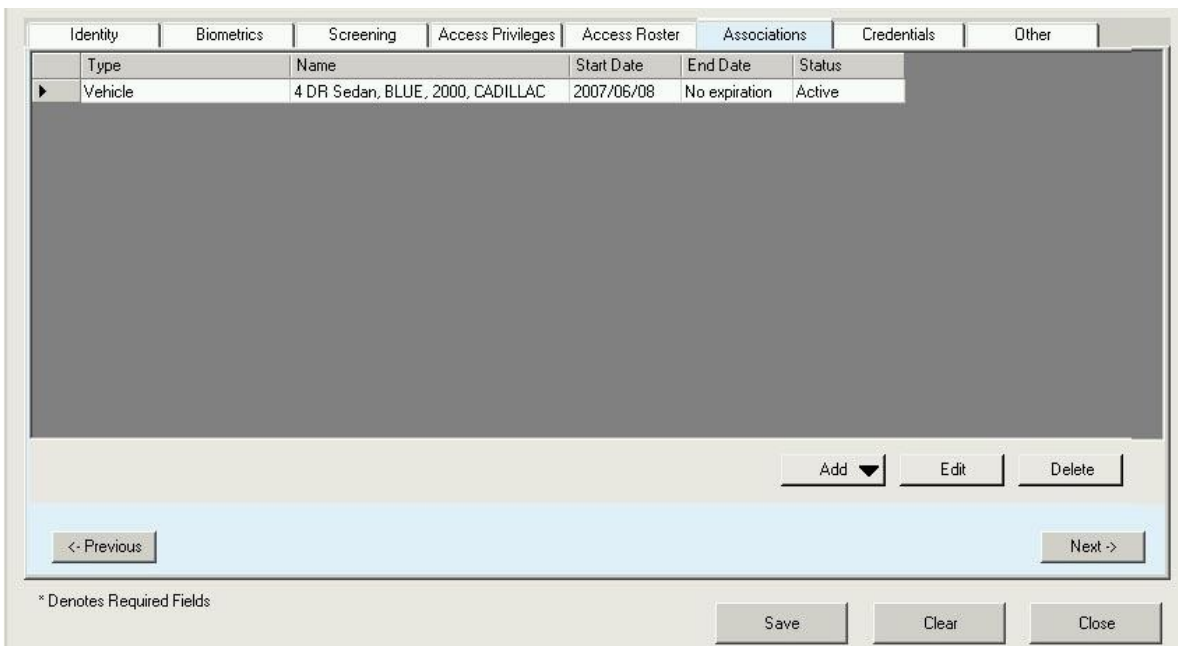 Identity Biometrics Screening Access Privileges Access Roster Associations Credentials Other
Type Name Start Date End Date Status
Vehicle 4 DR Sedan, BLUE, 2000, CADILLAC 2007/06/08 No expiration Active
Add Edit Delete
<- Previous Next ->
* Denotes Required Fields
Save Clear Close